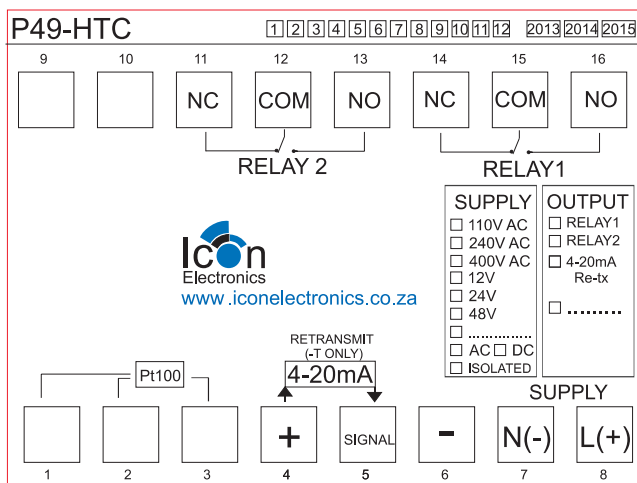 P49-HTC 1 2 3 4 5 6 7 8 9 10 11 12 2013 2014 2015
9 10 11 12 13 14 15 16
NC COM NO NC COM NO
RELAY 2 RELAY1
SUPPLY
110V AC
240V AC
400V AC
12V
24V
48V
..............
AC DC
ISOLATED
OUTPUT
RELAY1
RELAY2
4-20mA
Re-tx
.........
Icon
Electronics
www .iconelectronics.co.za
RETRANSMIT
(-T ONLY)
4-20mA
Pt100
SUPPLY
+ SIGNAL - N(-) L(+)
1 2 3 4 5 6 7 8